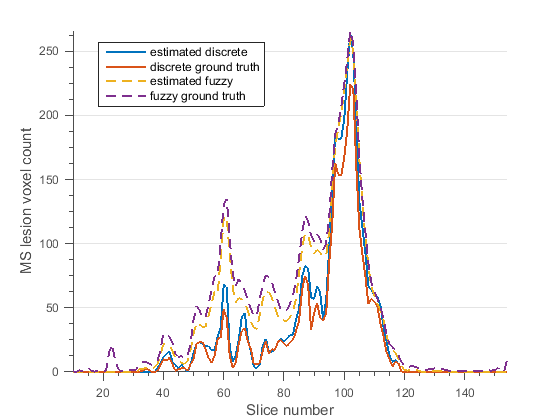 estimated discrete
discrete ground truth
estimated fuzzy
fuzzy ground truth
MS lesion voxel count
250
200
150
100
50
0
20
40
60
80
100
120
140
Slice number